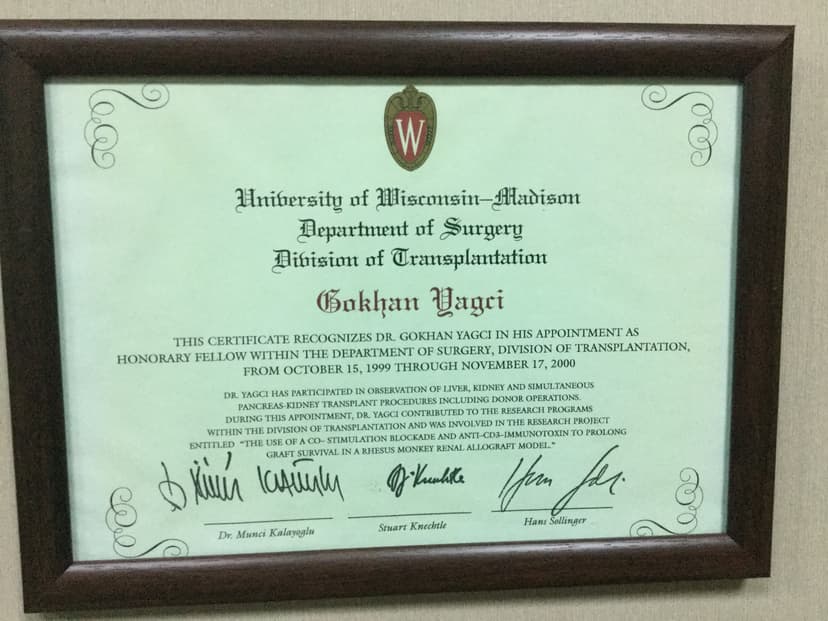 W
University of Wisconsin–Madison
Department of Surgery
Division of Transplantation
Gokhan Yagci
THIS CERTIFICATE RECOGNIZES DR. GOKHAN YAGCI IN HIS APPOINTMENT AS
HONORARY FELLOW WITHIN THE DEPARTMENT OF SURGERY, DIVISION OF TRANSPLANTATION,
FROM OCTOBER 15, 1999 THROUGH NOVEMBER 17, 2000
DR. YAGCI HAS PARTICIPATED IN OBSERVATION OF LIVER, KIDNEY AND SIMULTANEOUS
PANCREAS-KIDNEY TRANSPLANT PROCEDURES INCLUDING DONOR OPERATIONS.
DURING THIS APPOINTMENT, DR. YAGCI CONTRIBUTED TO THE RESEARCH PROGRAMS
WITHIN THE DIVISION OF TRANSPLANTATION AND WAS INVOLVED IN THE RESEARCH PROJECT
ENTITLED "THE USE OF A CO- STIMULATION BLOCKADE AND ANTI-CD3-IMMUNOTOXIN TO PROLONG
GRAFT SURVIVAL IN A RHESUS MONKEY RENAL ALLOGRAFT MODEL."
Dr. Munci Kalayoglu
Stuart Knechtle
Hans Sollinger